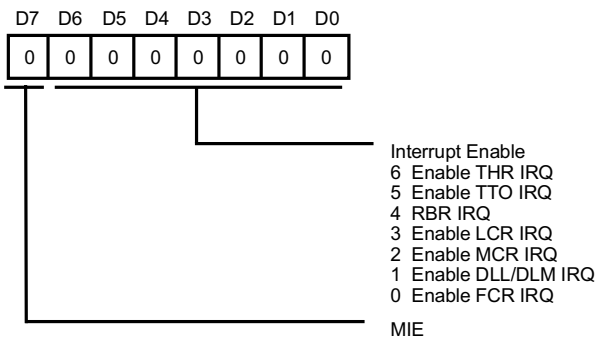 D7 D6 D5 D4 D3 D2 D1 D0
0 0 0 0 0 0 0 0
Interrupt Enable
6 Enable THR IRQ
5 Enable TTO IRQ
4 RBR IRQ
3 Enable LCR IRQ
2 Enable MCR IRQ
1 Enable DLL/DLM IRQ
0 Enable FCR IRQ
MIE